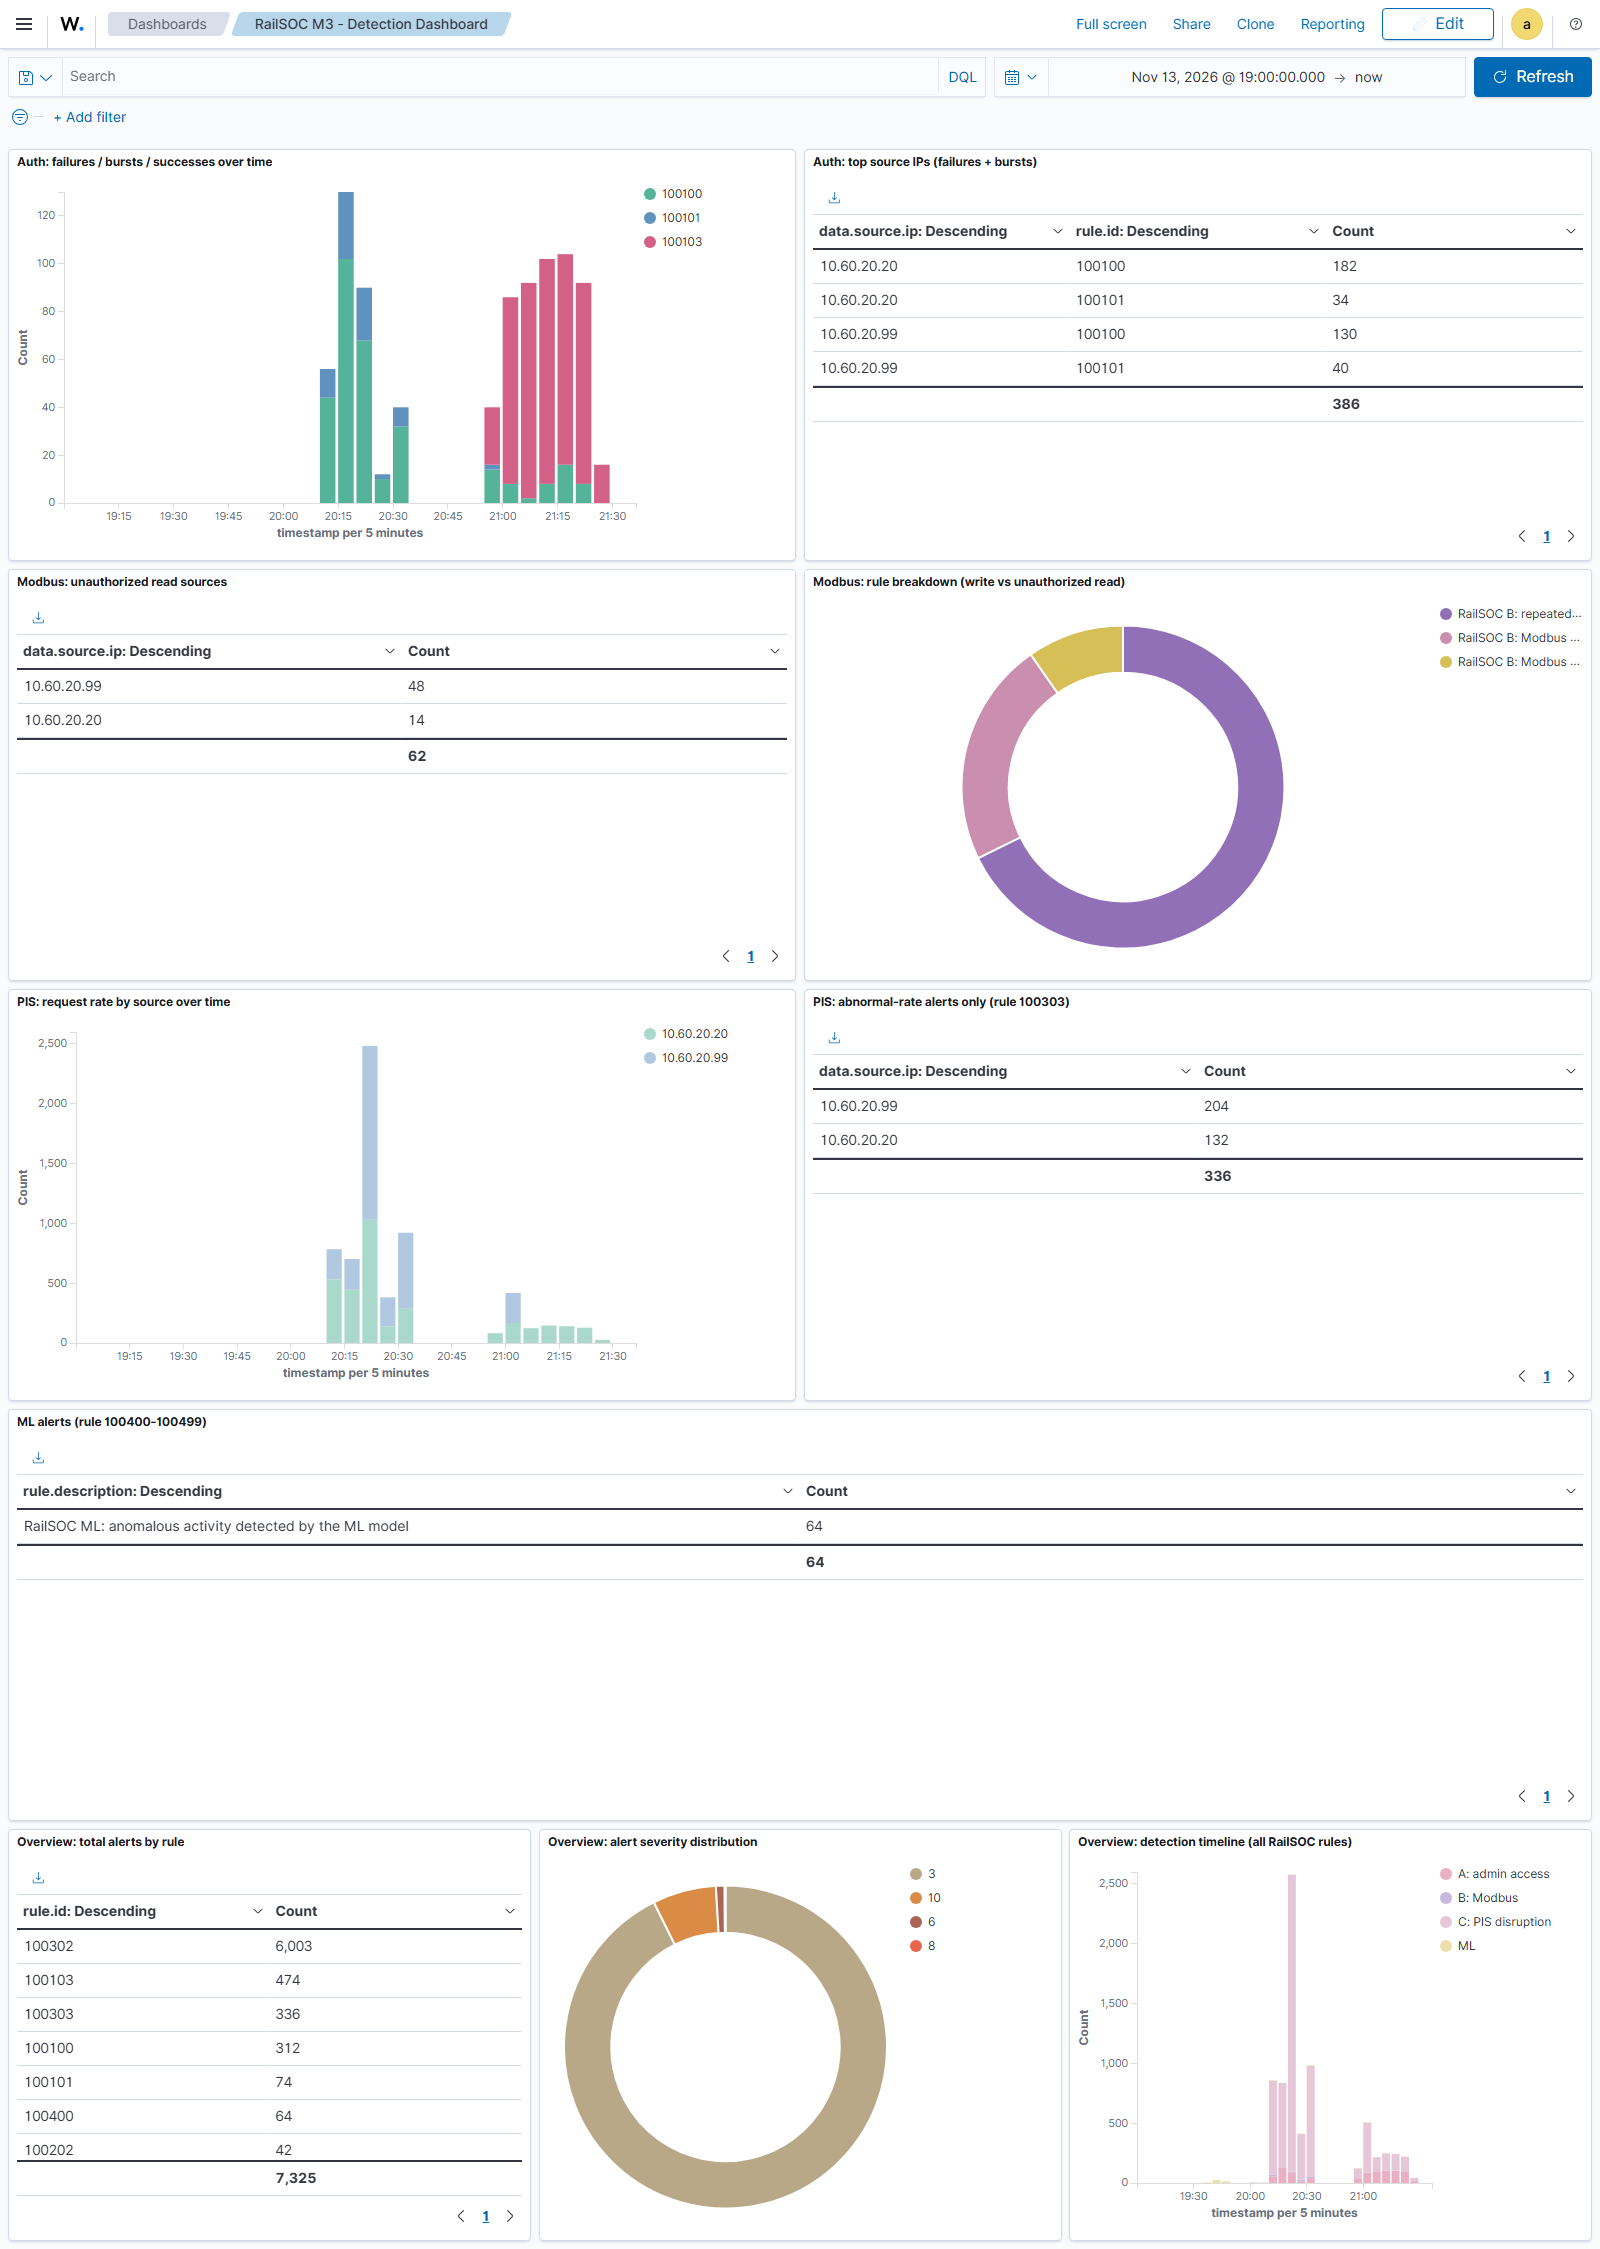 W.
Dashboards
RailSOC M3 - Detection Dashboard
Full screen
Share
Clone
Reporting
Edit
a
Search
DQL
Nov 13, 2026 @ 19:00:00.000 → now
Refresh
+ Add filter
Auth: failures / bursts / successes over time
120
100
80
60
40
20
0
Count
19:15 19:30 19:45 20:00 20:15 20:30 20:45 21:00 21:15 21:30
timestamp per 5 minutes
100100
100101
100103
Auth: top source IPs (failures + bursts)
data.source.ip: Descending rule.id: Descending Count
10.60.20.20 100100 182
10.60.20.20 100101 34
10.60.20.99 100100 130
10.60.20.99 100101 40
386
1
Modbus: unauthorized read sources
data.source.ip: Descending Count
10.60.20.99 48
10.60.20.20 14
62
1
Modbus: rule breakdown (write vs unauthorized read)
RailSOC B: repeated...
RailSOC B: Modbus ...
RailSOC B: Modbus ...
PIS: request rate by source over time
2,500
2,000
1,500
1,000
500
0
Count
19:15 19:30 19:45 20:00 20:15 20:30 20:45 21:00 21:15 21:30
timestamp per 5 minutes
10.60.20.20
10.60.20.99
PIS: abnormal-rate alerts only (rule 100303)
data.source.ip: Descending Count
10.60.20.99 204
10.60.20.20 132
336
1
ML alerts (rule 100400-100499)
rule.description: Descending Count
RailSOC ML: anomalous activity detected by the ML model 64
64
1
Overview: total alerts by rule
rule.id: Descending Count
100302 6,003
100103 474
100303 336
100100 312
100101 74
100400 64
100202 42
7,325
1
Overview: alert severity distribution
3
10
6
8
Overview: detection timeline (all RailSOC rules)
2,500
2,000
1,500
1,000
500
0
Count
19:30 20:00 20:30 21:00
timestamp per 5 minutes
A: admin access
B: Modbus
C: PIS disruption
ML